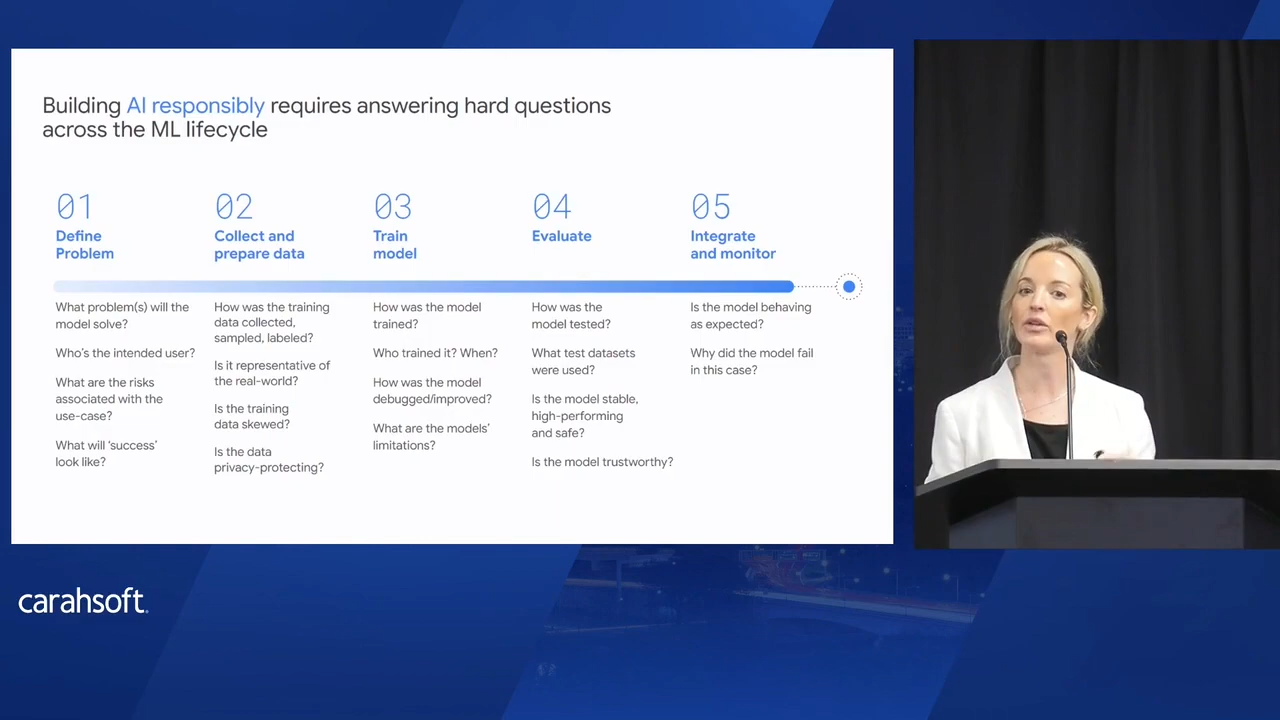 Building AI responsibly requires answering hard questions
across the ML lifecycle
01
Define
Problem
What problem(s) will the
model solve?
Who's the intended user?
What are the risks
associated with the
use-case?
What will 'success'
look like?
02
Collect and
prepare data
How was the training
data collected,
sampled, labeled?
Is it representative of
the real-world?
Is the training
data skewed?
Is the data
privacy-protecting?
03
Train
model
How was the model
trained?
Who trained it? When?
How was the model
debugged/improved?
What are the models'
limitations?
04
Evaluate
How was the
model tested?
What test datasets
were used?
Is the model stable,
high-performing
and safe?
Is the model trustworthy?
05
Integrate
and monitor
Is the model behaving
as expected?
Why did the model fail
in this case?
carahsoft.